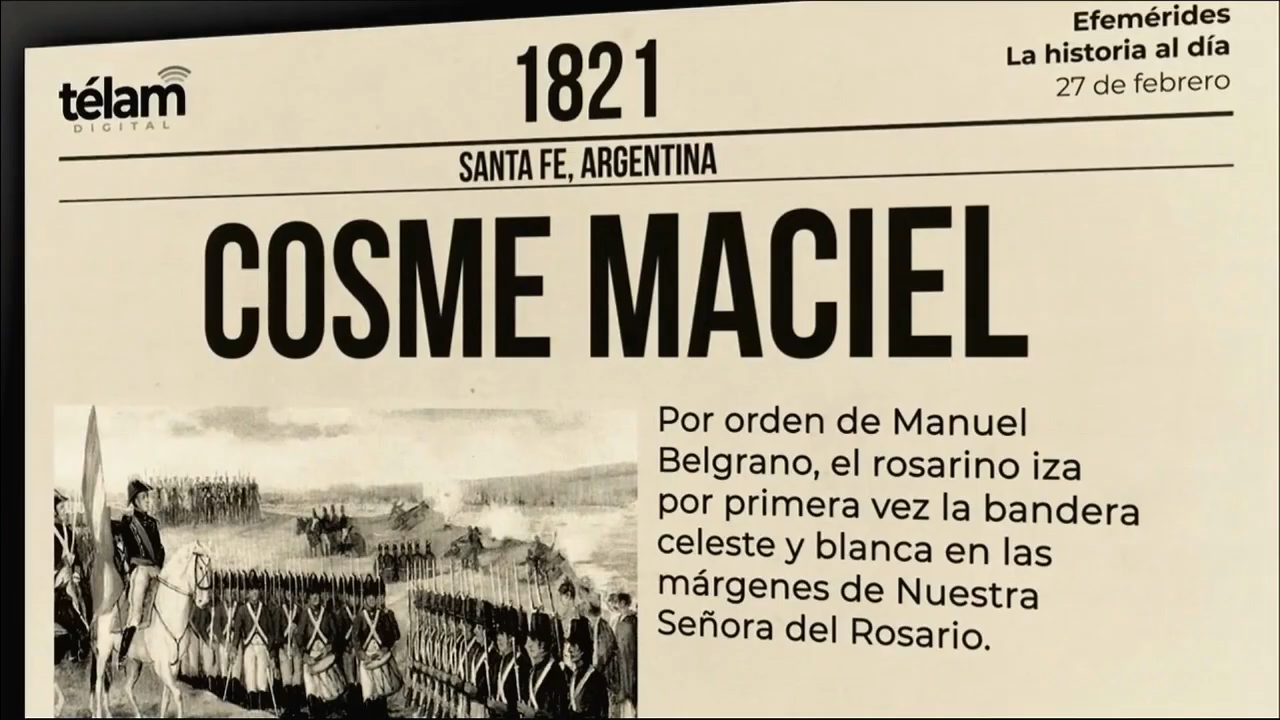 télam
DIGITAL
1821
Efemérides
La historia al día
27 de febrero
SANTA FE, ARGENTINA
COSME MACIEL
Por orden de Manuel
Belgrano, el rosarino iza
por primera vez la bandera
celeste y blanca en las
márgenes de Nuestra
Señora del Rosario.